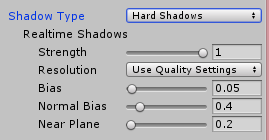 Shadow Type Hard Shadows
Realtime Shadows
Strength 1
Resolution Use Quality Settings
Bias 0.05
Normal Bias 0.4
Near Plane 0.2